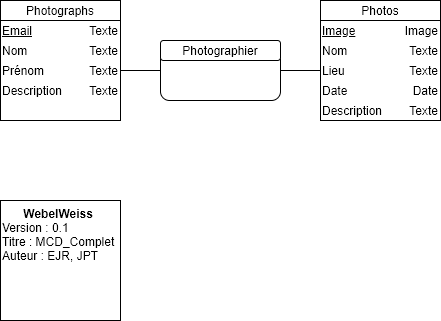 Photographs
Email Texte
Nom Texte
Prénom Texte
Description Texte
Photographier
Photos
Image Image
Nom Texte
Lieu Texte
Date Date
Description Texte
WebelWeiss
Version : 0.1
Titre : MCD_Complet
Auteur : EJR, JPT